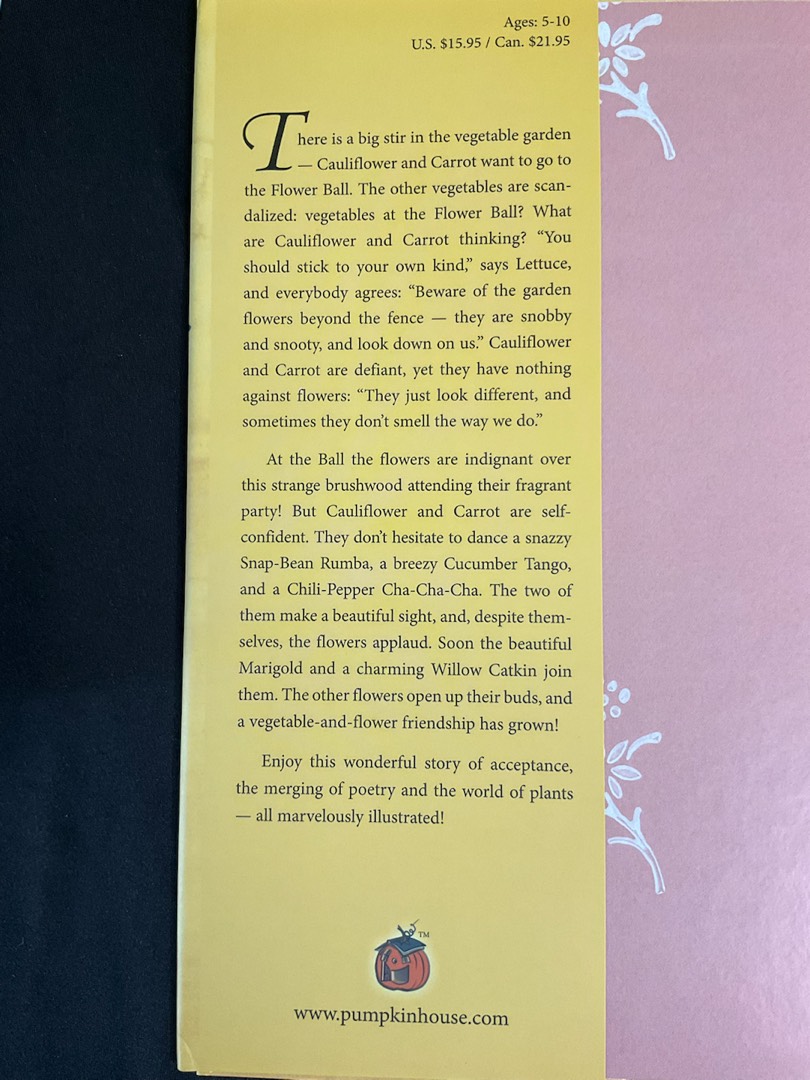 Ages: 5-10
U.S. $15.95 / Can. $21.95
There is a big stir in the vegetable garden
— Cauliflower and Carrot want to go to
the Flower Ball. The other vegetables are scan-
dalized: vegetables at the Flower Ball? What
are Cauliflower and Carrot thinking? “You
should stick to your own kind,” says Lettuce,
and everybody agrees: “Beware of the garden
flowers beyond the fence — they are snobby
and snooty, and look down on us.” Cauliflower
and Carrot are defiant, yet they have nothing
against flowers: “They just look different, and
sometimes they don’t smell the way we do.”
At the Ball the flowers are indignant over
this strange brushwood attending their fragrant
party! But Cauliflower and Carrot are self-
confident. They don’t hesitate to dance a snazzy
Snap-Bean Rumba, a breezy Cucumber Tango,
and a Chili-Pepper Cha-Cha-Cha. The two of
them make a beautiful sight, and, despite them-
selves, the flowers applaud. Soon the beautiful
Marigold and a charming Willow Catkin join
them. The other flowers open up their buds, and
a vegetable-and-flower friendship has grown!
Enjoy this wonderful story of acceptance,
the merging of poetry and the world of plants
— all marvelously illustrated!
TM
www.pumpkinhouse.com